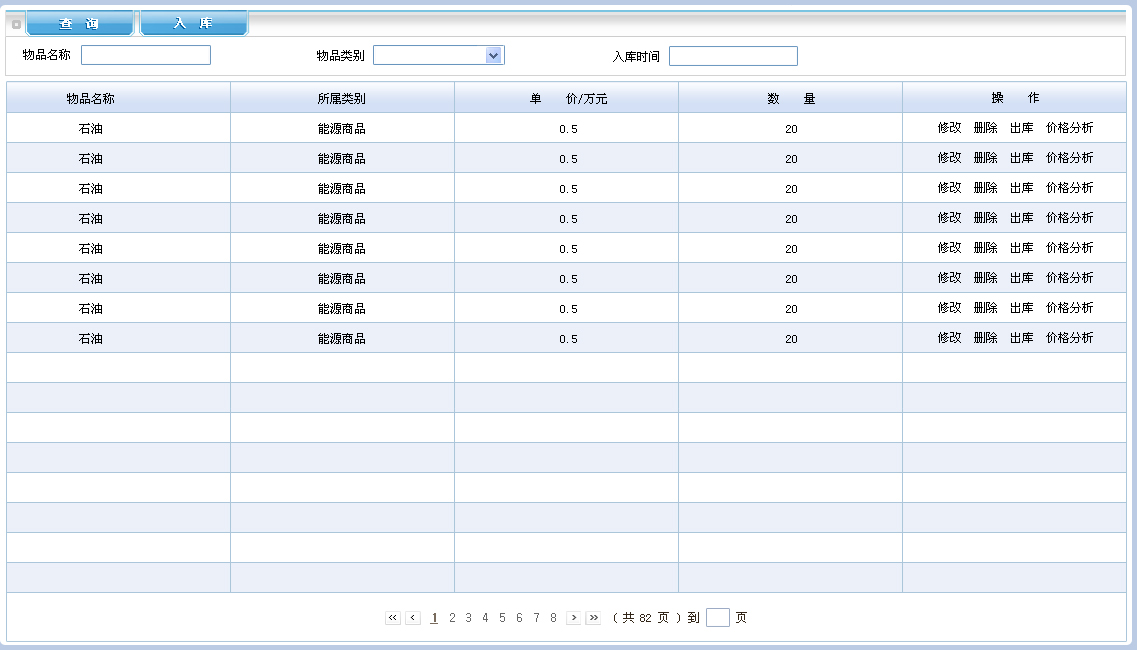 查 询 入 库
物品名称 物品类别 入库时间
物品名称 所属类别 单 价/万元 数 量 操 作
石油 能源商品 0.5 20 修改 删除 出库 价格分析
石油 能源商品 0.5 20 修改 删除 出库 价格分析
石油 能源商品 0.5 20 修改 删除 出库 价格分析
石油 能源商品 0.5 20 修改 删除 出库 价格分析
石油 能源商品 0.5 20 修改 删除 出库 价格分析
石油 能源商品 0.5 20 修改 删除 出库 价格分析
石油 能源商品 0.5 20 修改 删除 出库 价格分析
石油 能源商品 0.5 20 修改 删除 出库 价格分析
« ‹ 1 2 3 4 5 6 7 8 › » ( 共 82 页 ) 到 页